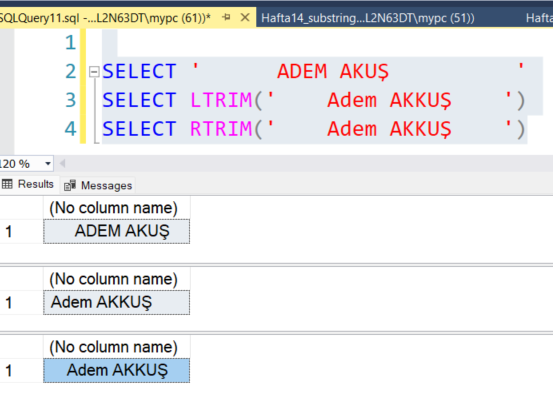 SQLQuery11.sql -...L2N63DT\mypc (61))* Hafta14_substring...L2N63DT\mypc (51)) Hafta
1
2 SELECT '      ADEM AKUŞ          '
3 SELECT LTRIM('    Adem AKKUŞ    ')
4 SELECT RTRIM('    Adem AKKUŞ    ')
120 %
Results Messages
(No column name)
1 ADEM AKUŞ
(No column name)
1 Adem AKKUŞ
(No column name)
1 Adem AKKUŞ